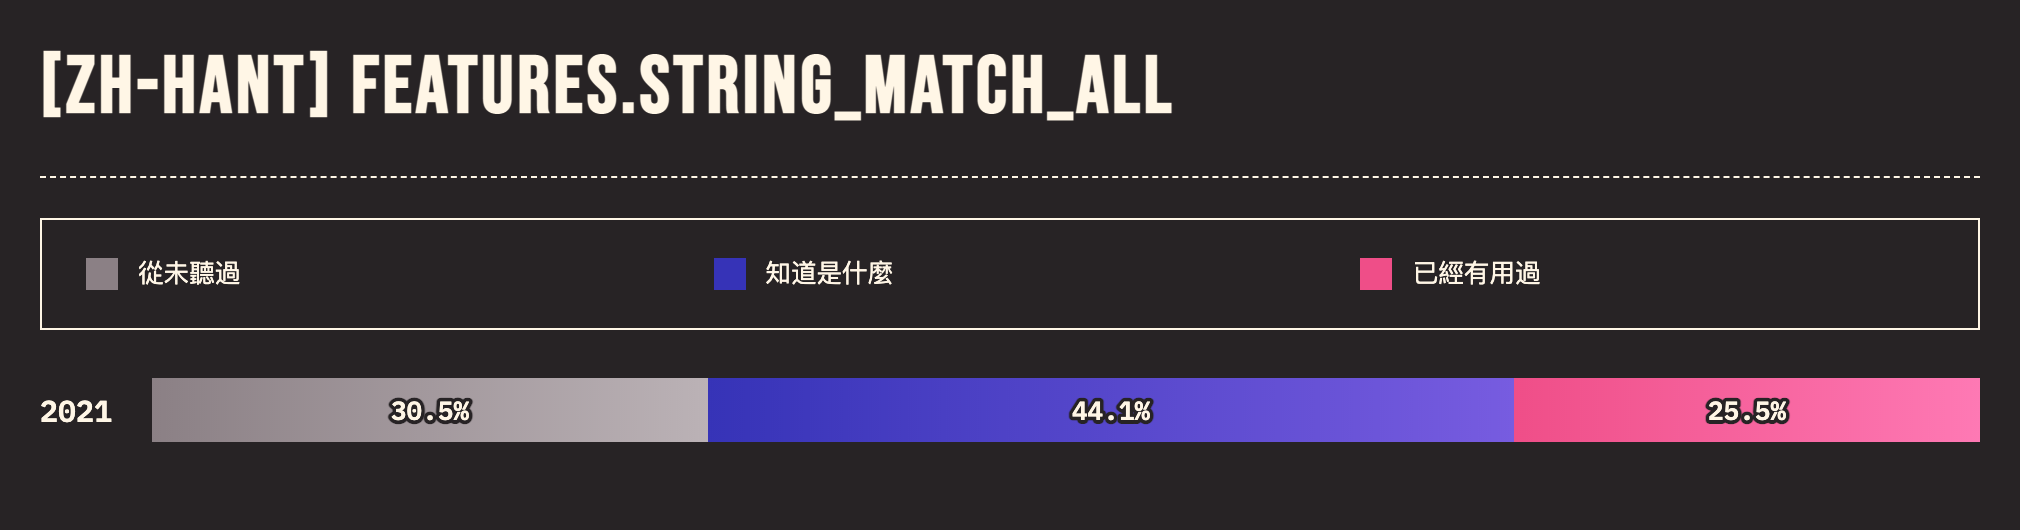 [ZH-HANT] FEATURES.STRING_MATCH_ALL
從未聽過 知道是什麼 已經有用過
2021 30.5% 44.1% 25.5%